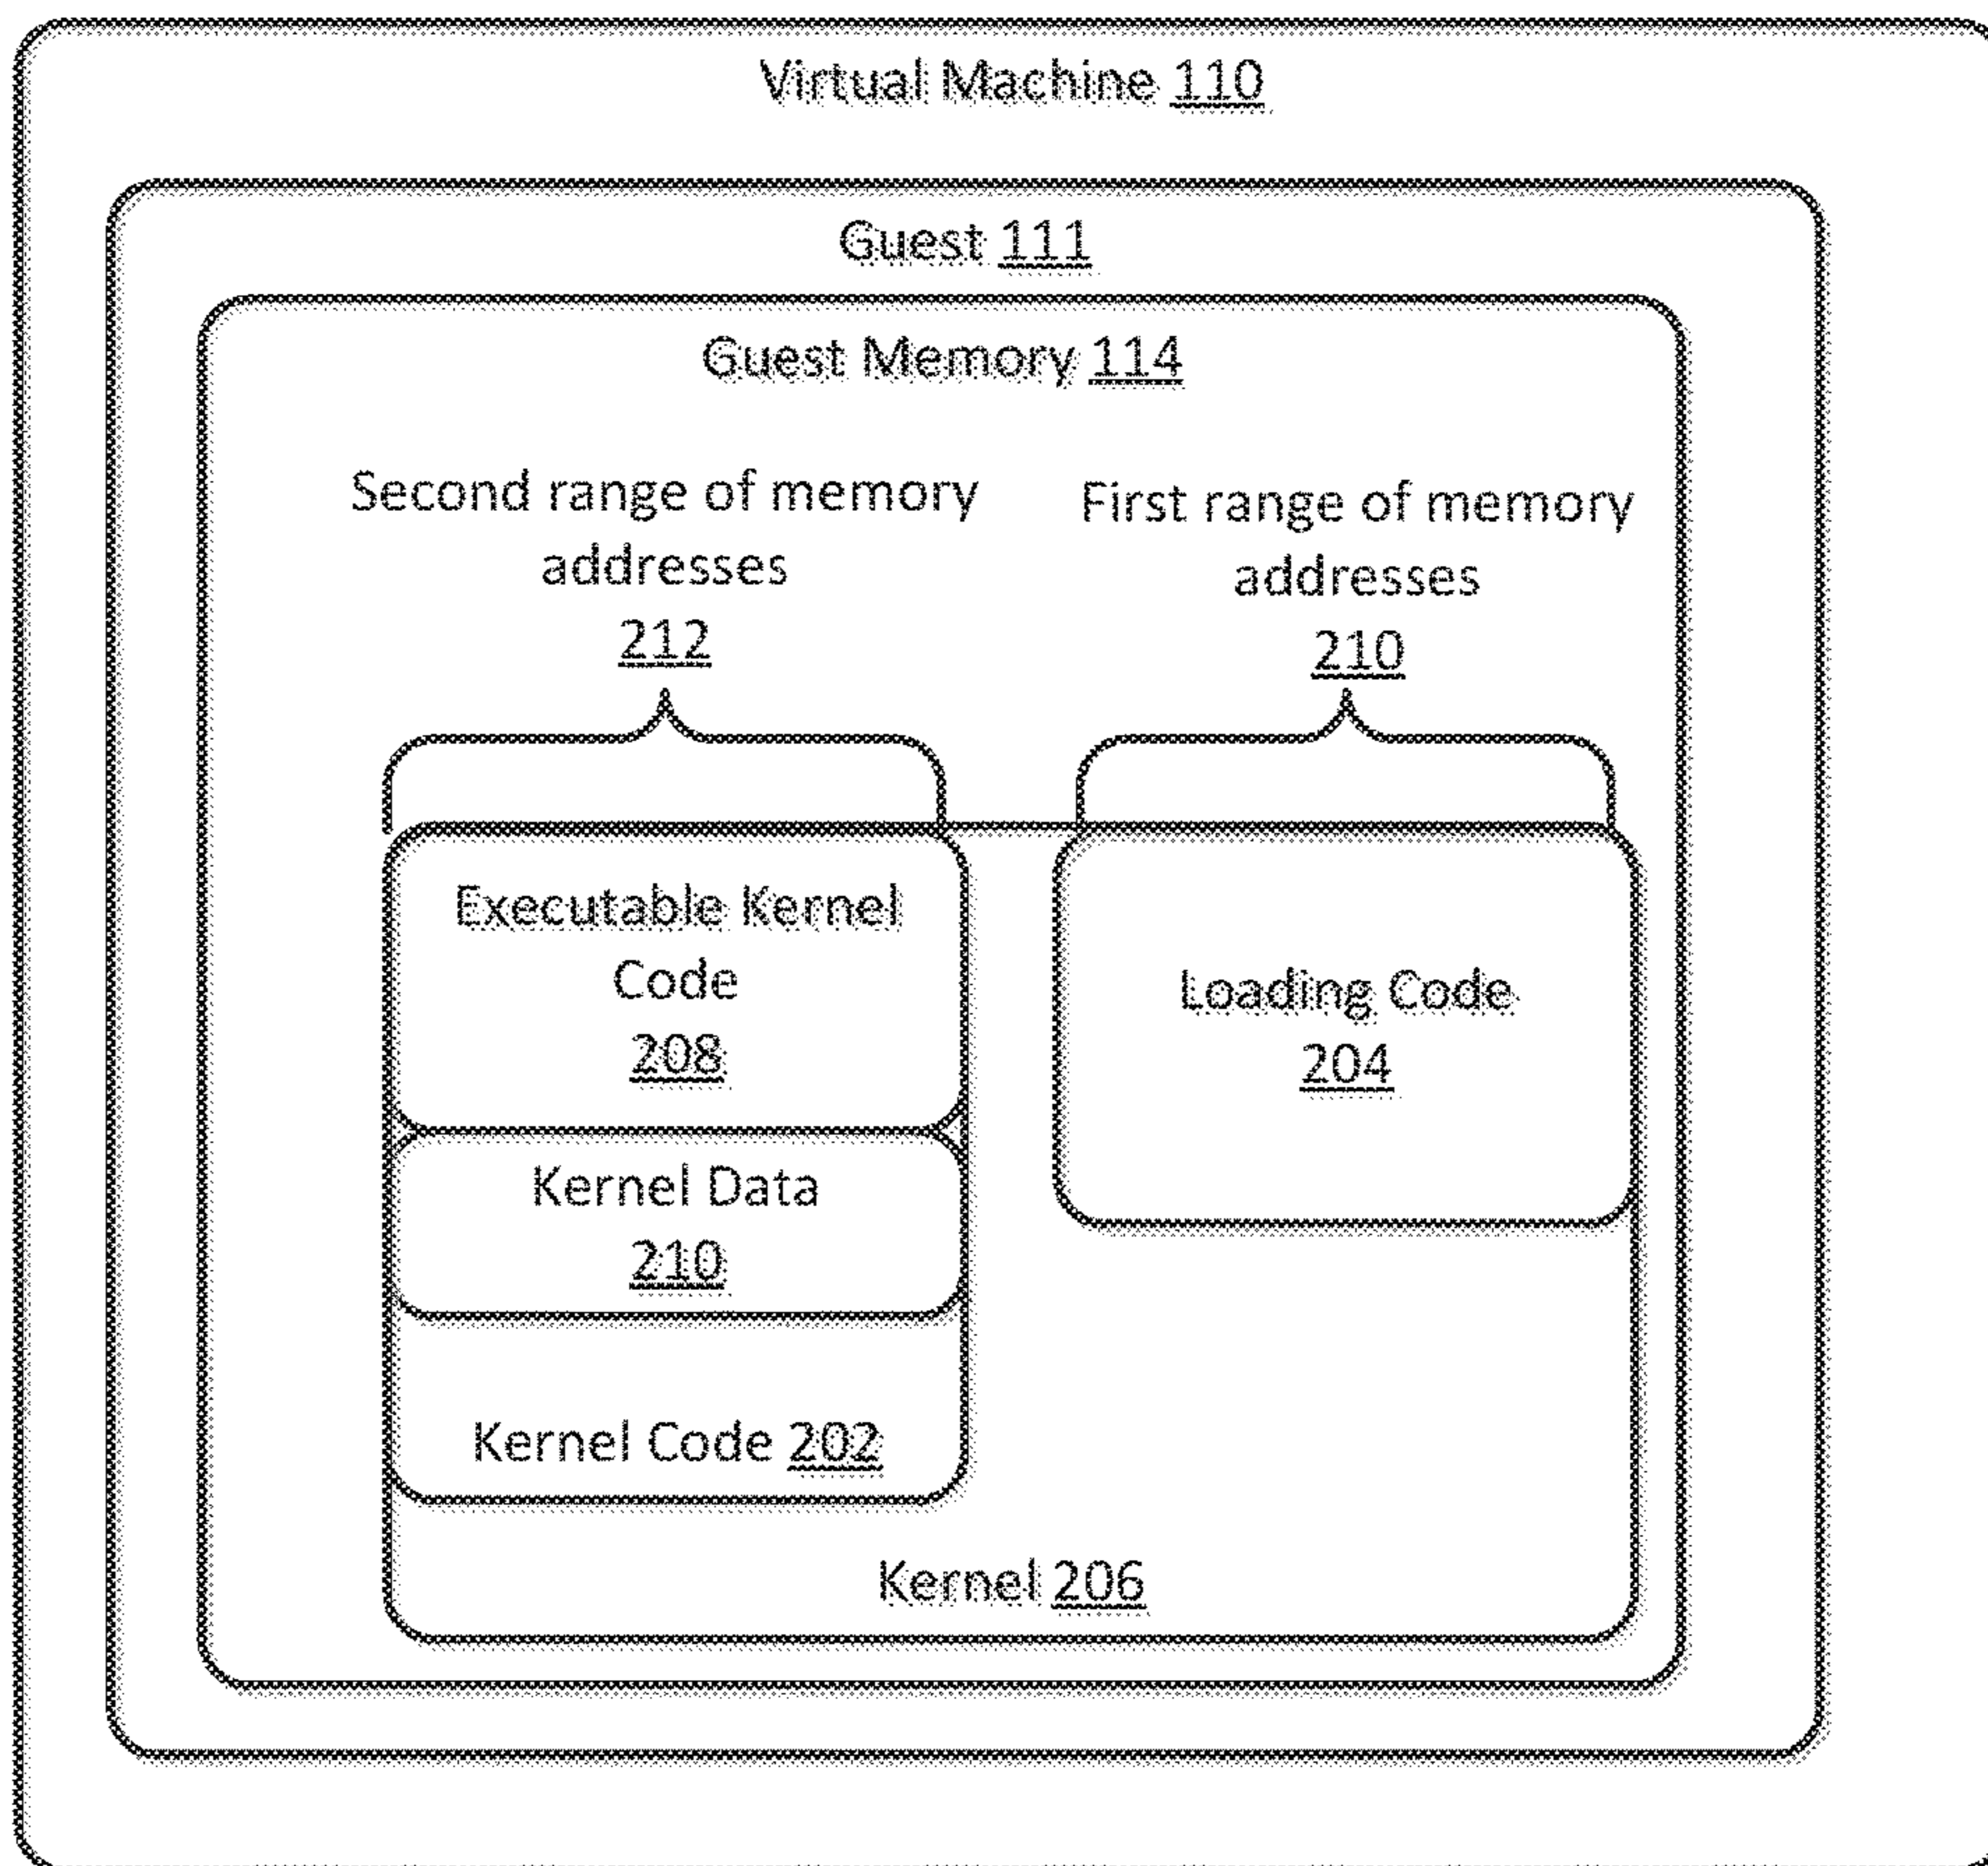 Virtual Machine 110
Guest 111
Guest Memory 114
Second range of memory
addresses
212
First range of memory
addresses
210
Executable Kernel
Code
208
Loading Code
204
Kernel Data
210
Kernel Code 202
Kernel 206